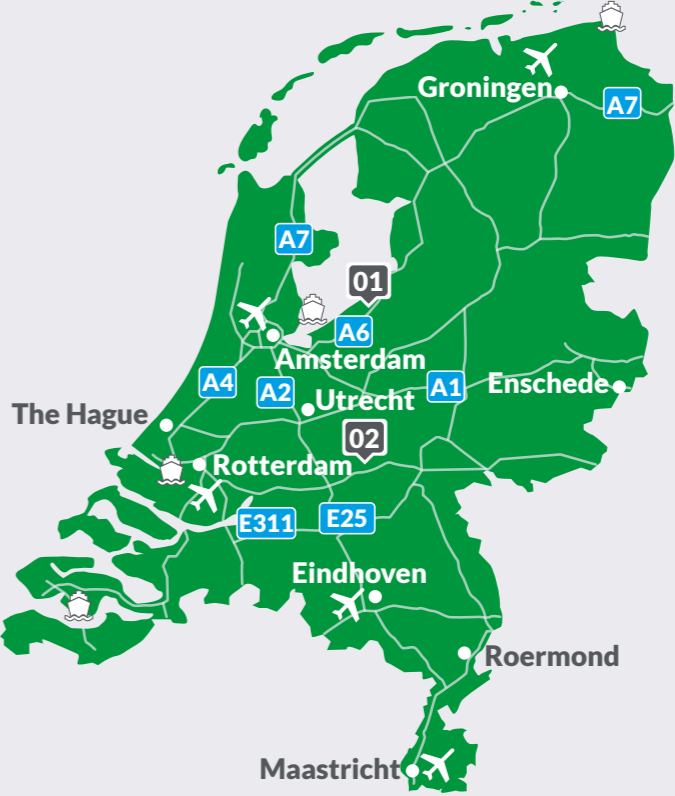 Groningen
A7
A7
01
A6
Amsterdam
A4
A2
A1
Enschede
Utrecht
The Hague
02
Rotterdam
E311
E25
Eindhoven
Roermond
Maastricht